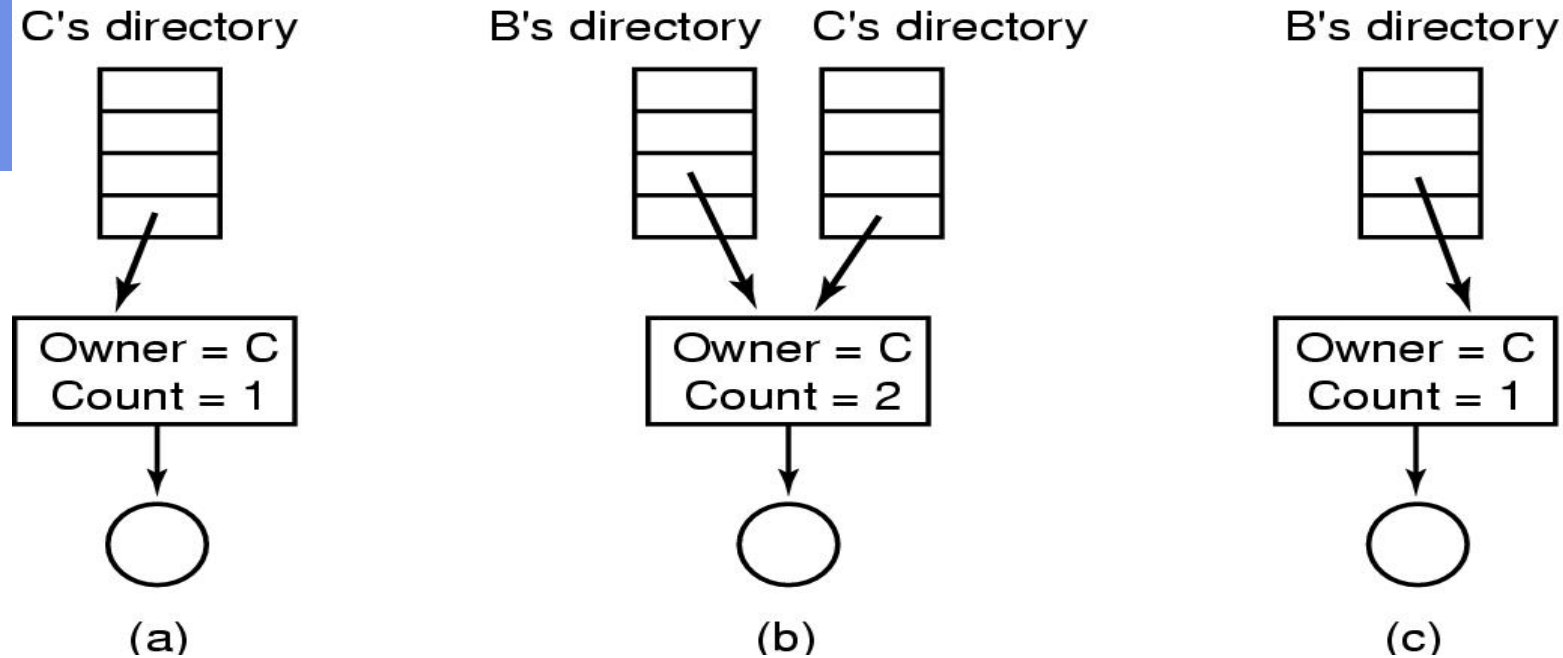 C's directory
B's directory
C's directory
B's directory
Owner = C
Count = 1
Owner = C
Count = 2
Owner = C
Count = 1
(a)
(b)
(c)